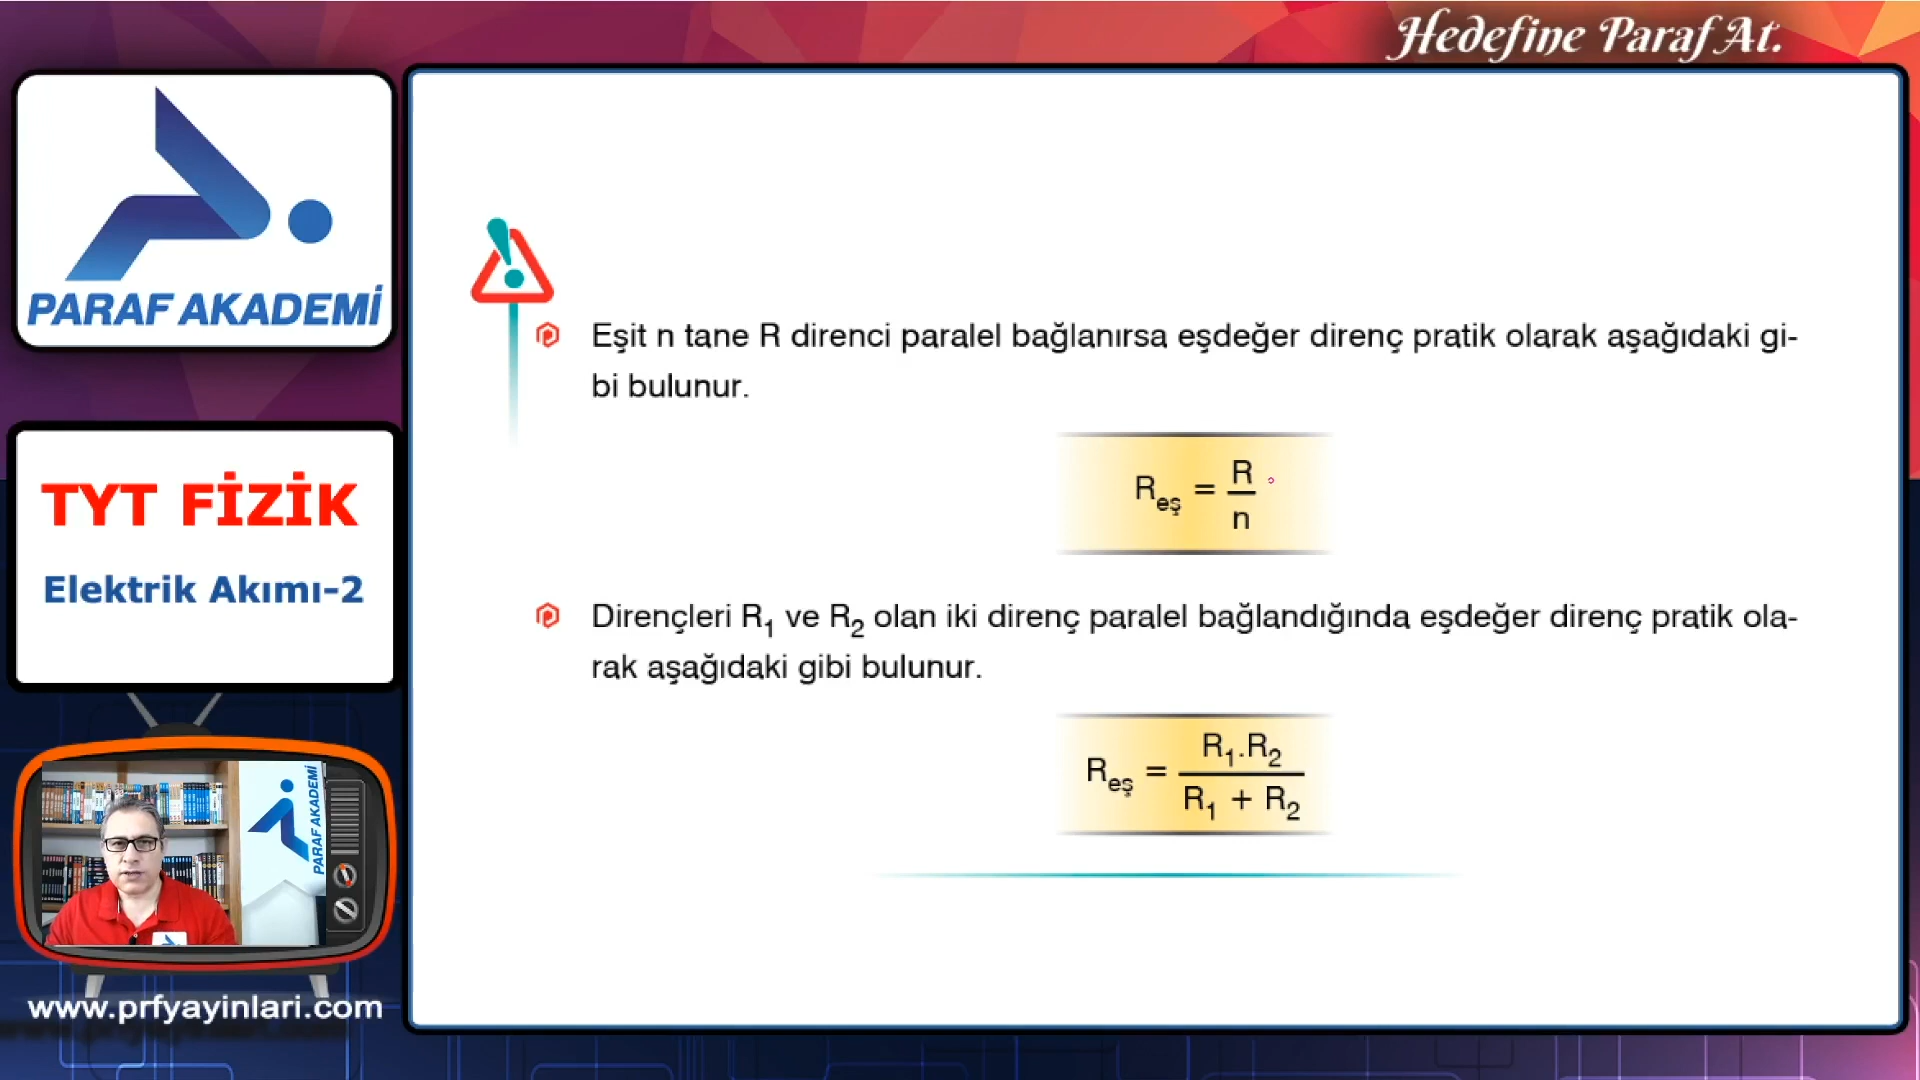 Hedefine Paraf At.
PARAF AKADEMİ
TYT FİZİK
Elektrik Akımı-2
PARAF AKADEMİ
www.prfyayinlari.com
Eşit n tane R direnci paralel bağlanırsa eşdeğer direnç pratik olarak aşağıdaki gi-
bi bulunur.
R_eş = R/n
Dirençleri R₁ ve R₂ olan iki direnç paralel bağlandığında eşdeğer direnç pratik ola-
rak aşağıdaki gibi bulunur.
R_eş = R₁.R₂/(R₁ + R₂)